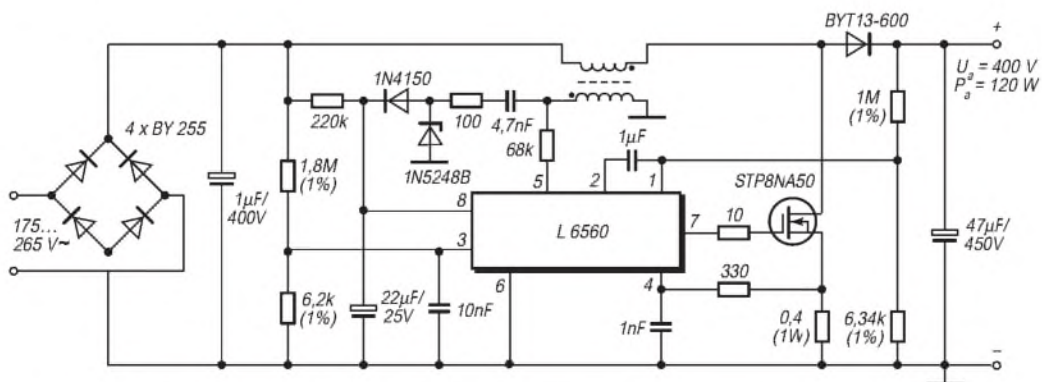 BYT13-600
+
Uₐ = 400 V
Pₐ = 120 W
1N4150
4 x BY 255
220k
100
4,7nF
1M
(1%)
1µF
68k
1N5248B
1,8M
(1%)
1µF/
400V
5
2
1
STP8NA50
175...
265 V~
8
L 6560
7
10
47µF/
450V
3
6
4
330
6,2k
(1%)
22µF/
25V
10nF
1nF
0,4
(1W)
6,34k
(1%)
–